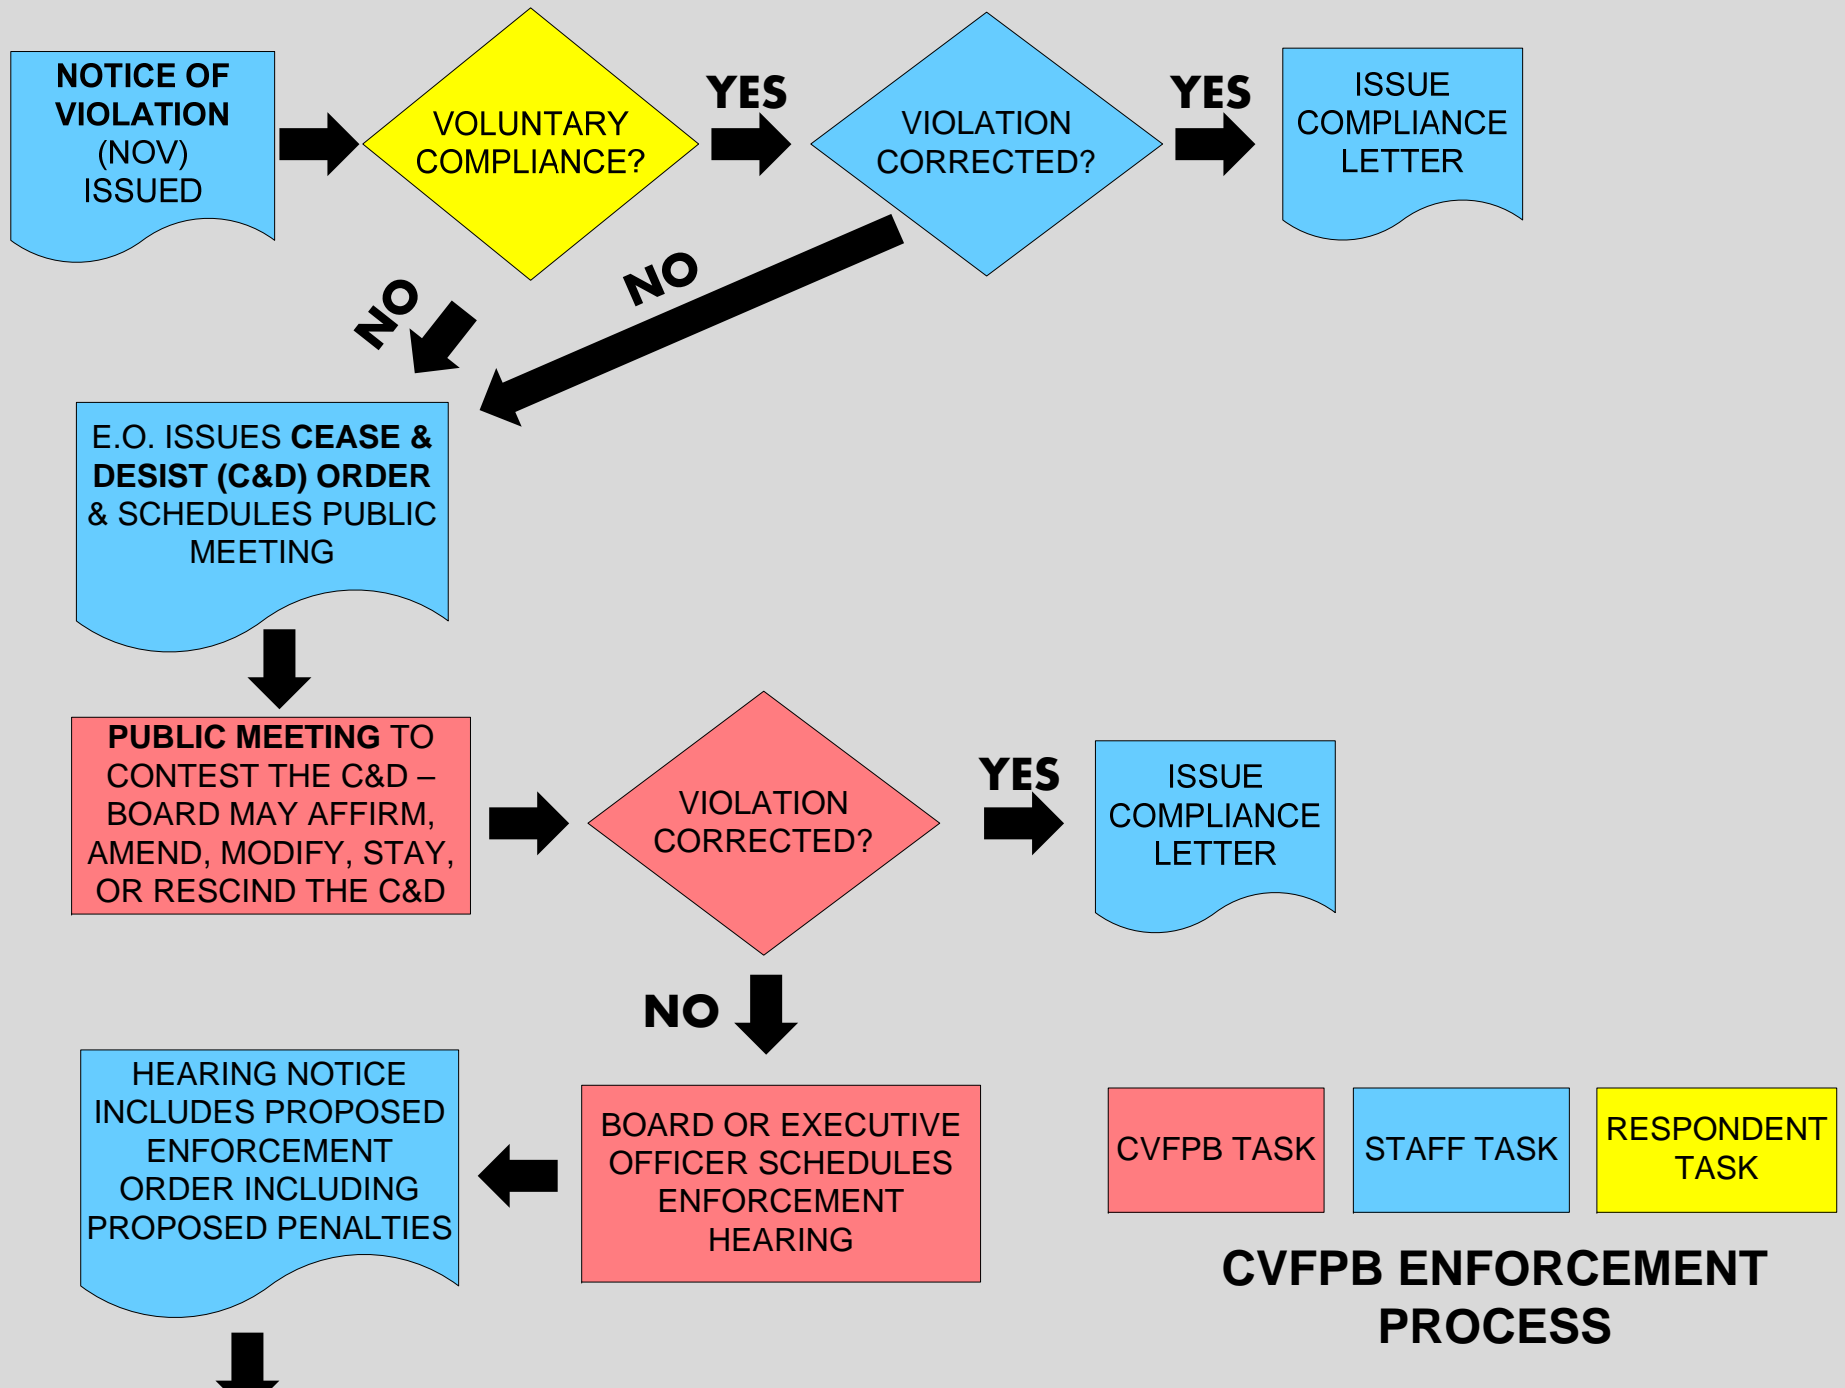 NOTICE OF
VIOLATION
(NOV)
ISSUED
VOLUNTARY
COMPLIANCE?
YES
VIOLATION
CORRECTED?
YES
ISSUE
COMPLIANCE
LETTER
NO
NO
E.O. ISSUES CEASE &
DESIST (C&D) ORDER
& SCHEDULES PUBLIC
MEETING
PUBLIC MEETING TO
CONTEST THE C&D –
BOARD MAY AFFIRM,
AMEND, MODIFY, STAY,
OR RESCIND THE C&D
VIOLATION
CORRECTED?
YES
ISSUE
COMPLIANCE
LETTER
NO
BOARD OR EXECUTIVE
OFFICER SCHEDULES
ENFORCEMENT
HEARING
HEARING NOTICE
INCLUDES PROPOSED
ENFORCEMENT
ORDER INCLUDING
PROPOSED PENALTIES
CVFPB TASK
STAFF TASK
RESPONDENT
TASK
CVFPB ENFORCEMENT
PROCESS